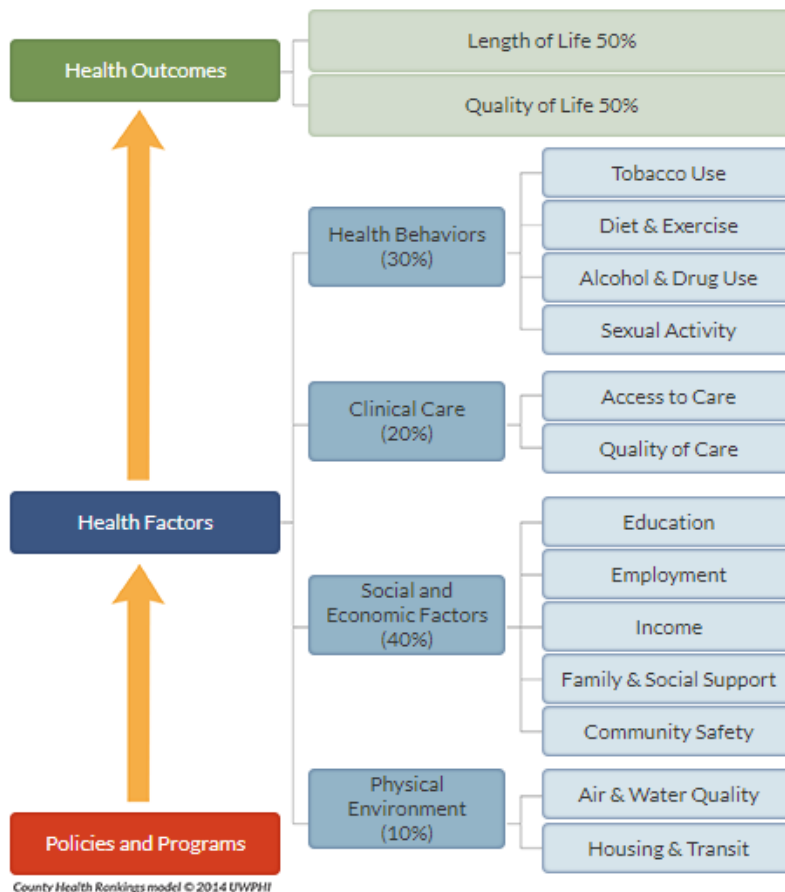 Health Outcomes
Length of Life 50%
Quality of Life 50%
Health Behaviors
(30%)
Tobacco Use
Diet & Exercise
Alcohol & Drug Use
Sexual Activity
Clinical Care
(20%)
Access to Care
Quality of Care
Health Factors
Social and
Economic Factors
(40%)
Education
Employment
Income
Family & Social Support
Community Safety
Physical
Environment
(10%)
Air & Water Quality
Housing & Transit
Policies and Programs
County Health Rankings model © 2014 UWPHI